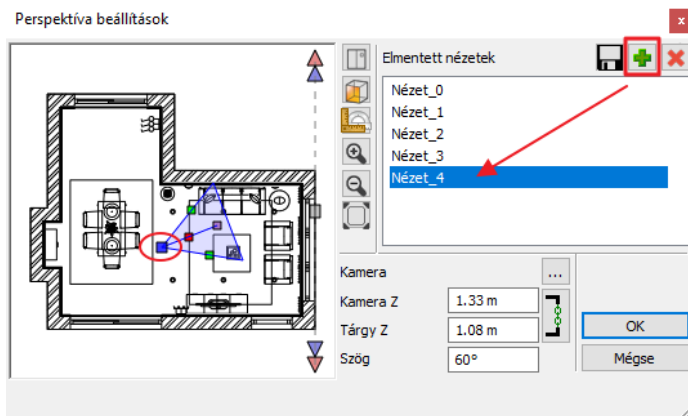 Perspektíva beállítások
x
Elmentett nézetek
Nézet_0
Nézet_1
Nézet_2
Nézet_3
Nézet_4
Kamera
...
Kamera Z
1.33 m
Tárgy Z
1.08 m
OK
Szög
60°
Mégse